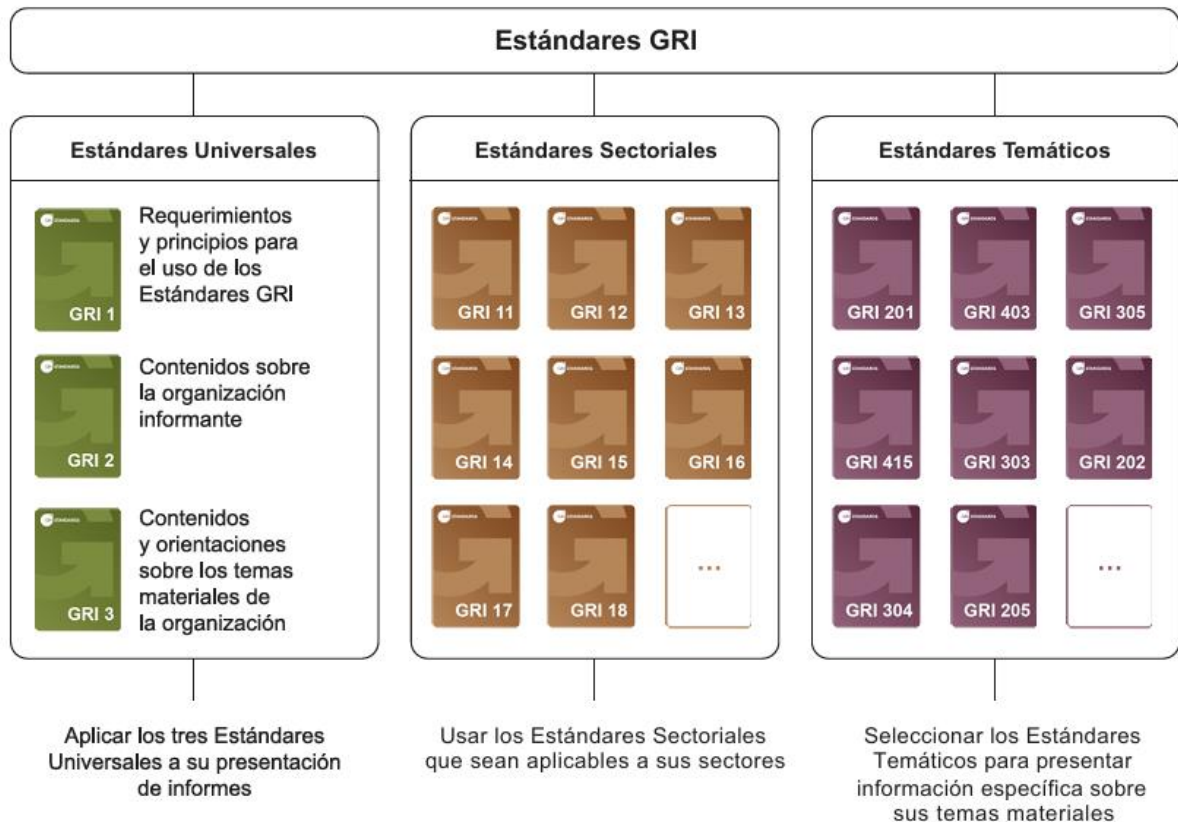 Estándares GRI
Estándares Universales
GRI 1
Requerimientos
y principios para
el uso de los
Estándares GRI
GRI 2
Contenidos sobre
la organización
informante
GRI 3
Contenidos
y orientaciones
sobre los temas
materiales de
la organización
Aplicar los tres Estándares
Universales a su presentación
de informes
Estándares Sectoriales
GRI 11
GRI 12
GRI 13
GRI 14
GRI 15
GRI 16
GRI 17
GRI 18
...
Usar los Estándares Sectoriales
que sean aplicables a sus sectores
Estándares Temáticos
GRI 201
GRI 403
GRI 305
GRI 415
GRI 303
GRI 202
GRI 304
GRI 205
...
Seleccionar los Estándares
Temáticos para presentar
información específica sobre
sus temas materiales